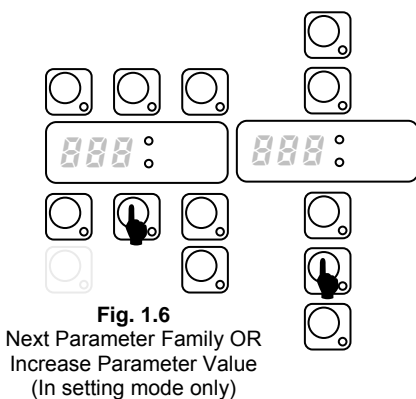 888
888
Fig. 1.6
Next Parameter Family OR
Increase Parameter Value
(In setting mode only)